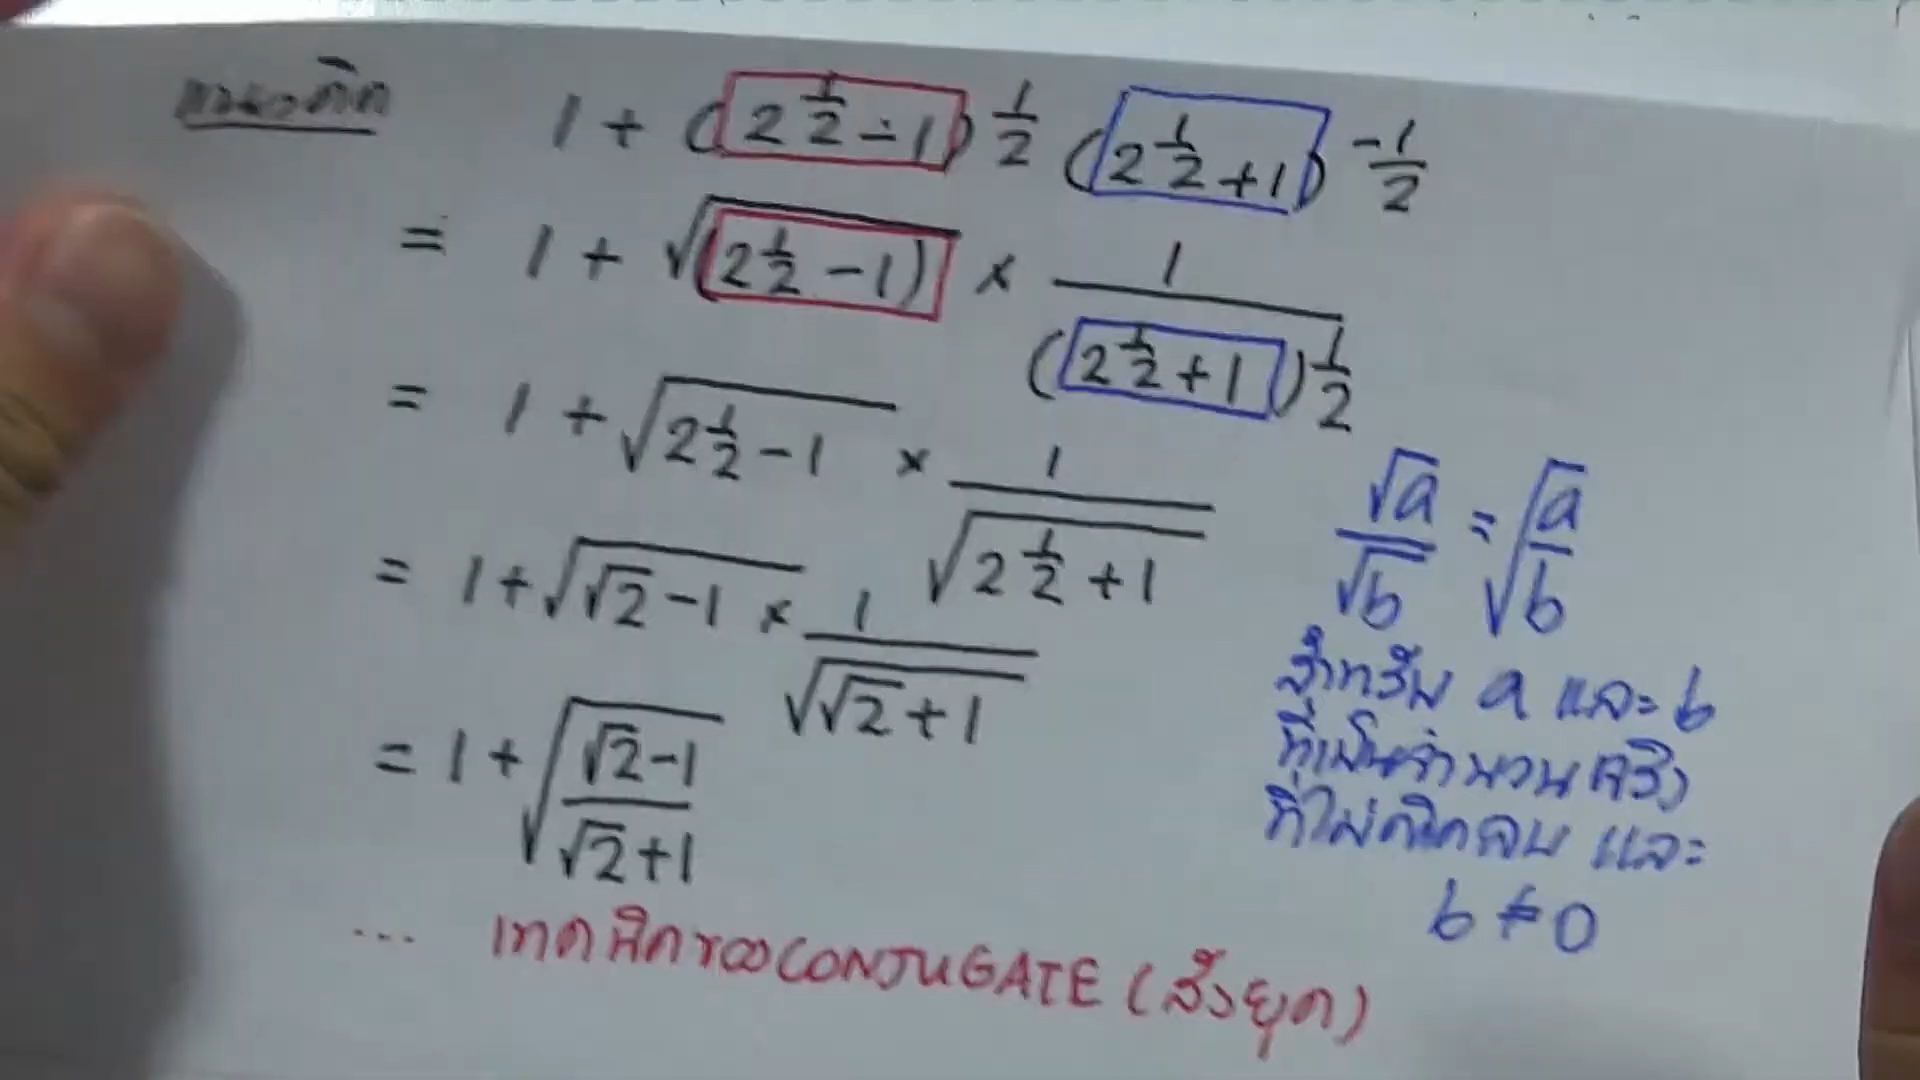 แนวคิด 1 + (2^{1/2} - 1)^{1/2} (2^{1/2} + 1)^{-1/2}
= 1 + √(2^{1/2} - 1) × 1/(2^{1/2} + 1)^{1/2}
= 1 + √(2^{1/2} - 1) × 1/√(2^{1/2} + 1)
= 1 + √(√2 - 1) × 1/√(√2 + 1)
= 1 + √((√2 - 1)/(√2 + 1))
√a/√b = √(a/b)
สำหรับ a และ b
ที่เป็นจำนวนจริง
ที่ไม่ติดลบ และ
b ≠ 0
... เทคนิคของ CONJUGATE (สังยุค)